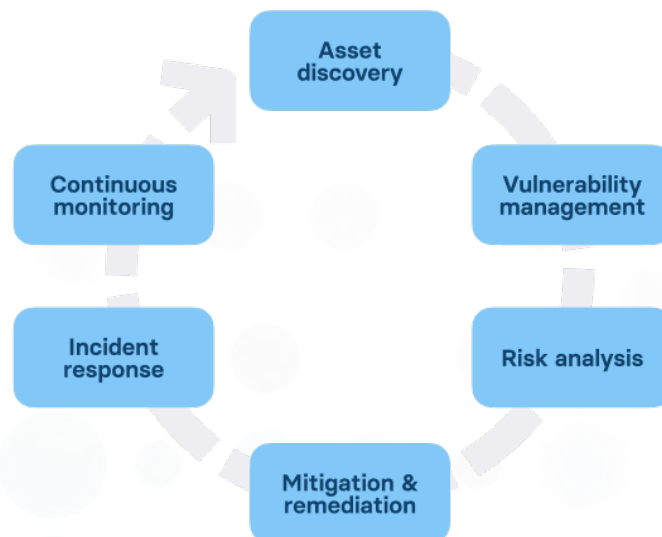 Asset
discovery
Vulnerability
management
Risk analysis
Mitigation &
remediation
Incident
response
Continuous
monitoring